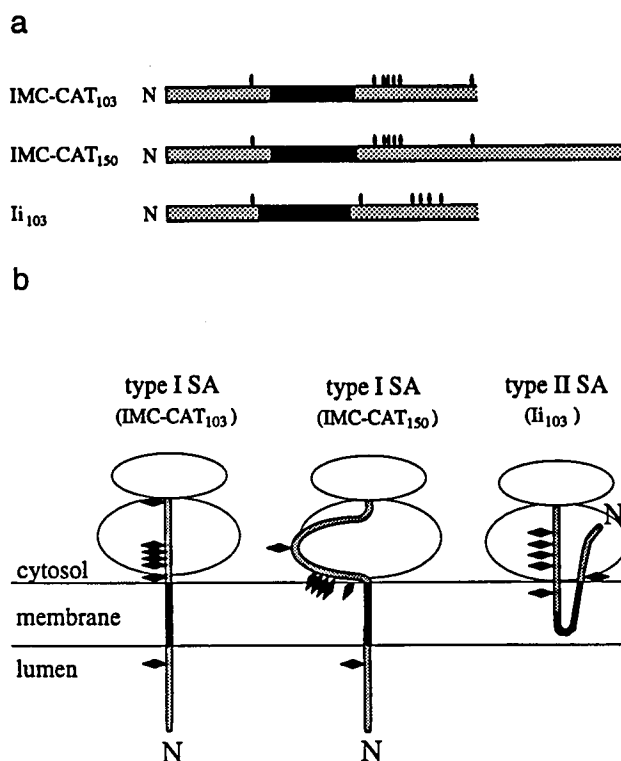 a
IMC-CAT₁₀₃ N
IMC-CAT₁₅₀ N
Ii₁₀₃ N
b
type I SA type I SA type II SA
(IMC-CAT₁₀₃) (IMC-CAT₁₅₀) (Ii₁₀₃)
N
cytosol
membrane
lumen
N N